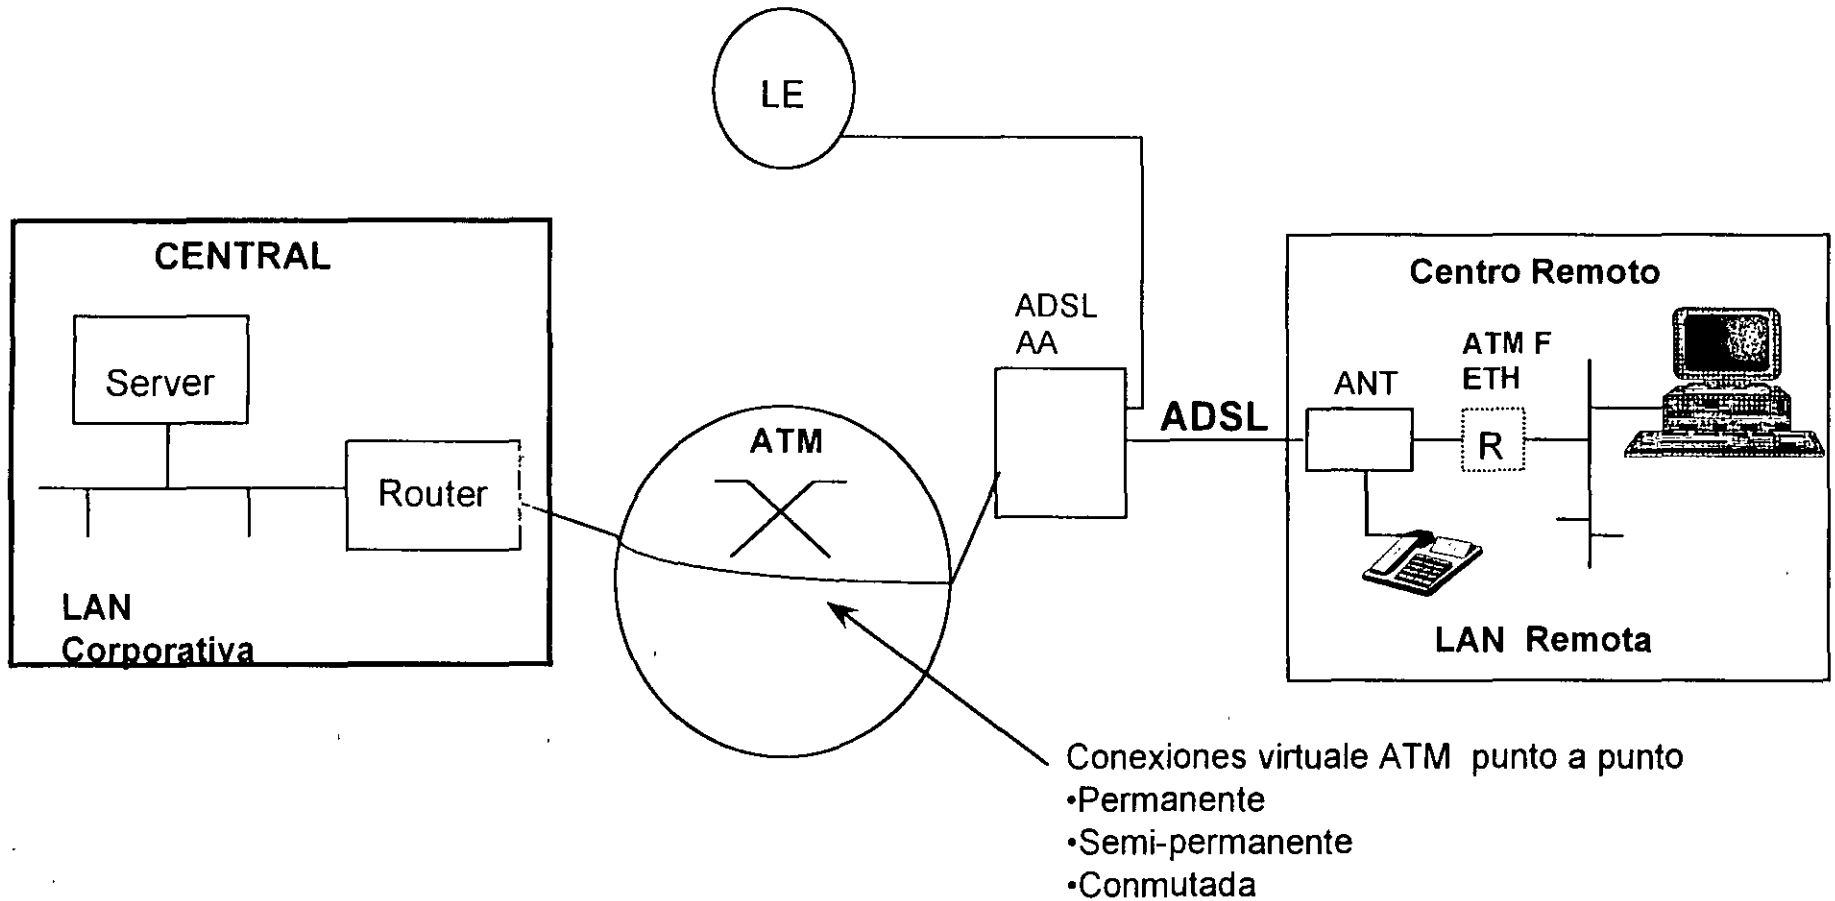 LE
CENTRAL
Server
Router
LAN
Corporativa
ATM
ADSL
AA
ADSL
Centro Remoto
ANT
ATM F
ETH
R
LAN Remota
Conexiones virtuale ATM punto a punto
•Permanente
•Semi-permanente
•Conmutada